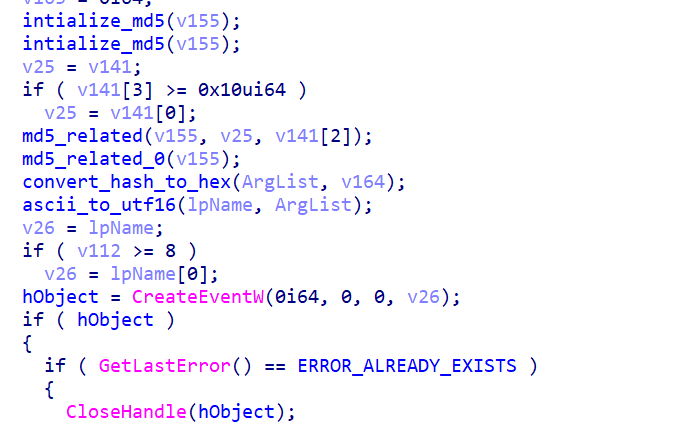 intialize_md5(v155);
intialize_md5(v155);
v25 = v141;
if ( v141[3] >= 0x10ui64 )
v25 = v141[0];
md5_related(v155, v25, v141[2]);
md5_related_0(v155);
convert_hash_to_hex(ArgList, v164);
ascii_to_utf16(lpName, ArgList);
v26 = lpName;
if ( v112 >= 8 )
v26 = lpName[0];
hObject = CreateEventW(0i64, 0, 0, v26);
if ( hObject )
{
if ( GetLastError() == ERROR_ALREADY_EXISTS )
{
CloseHandle(hObject);